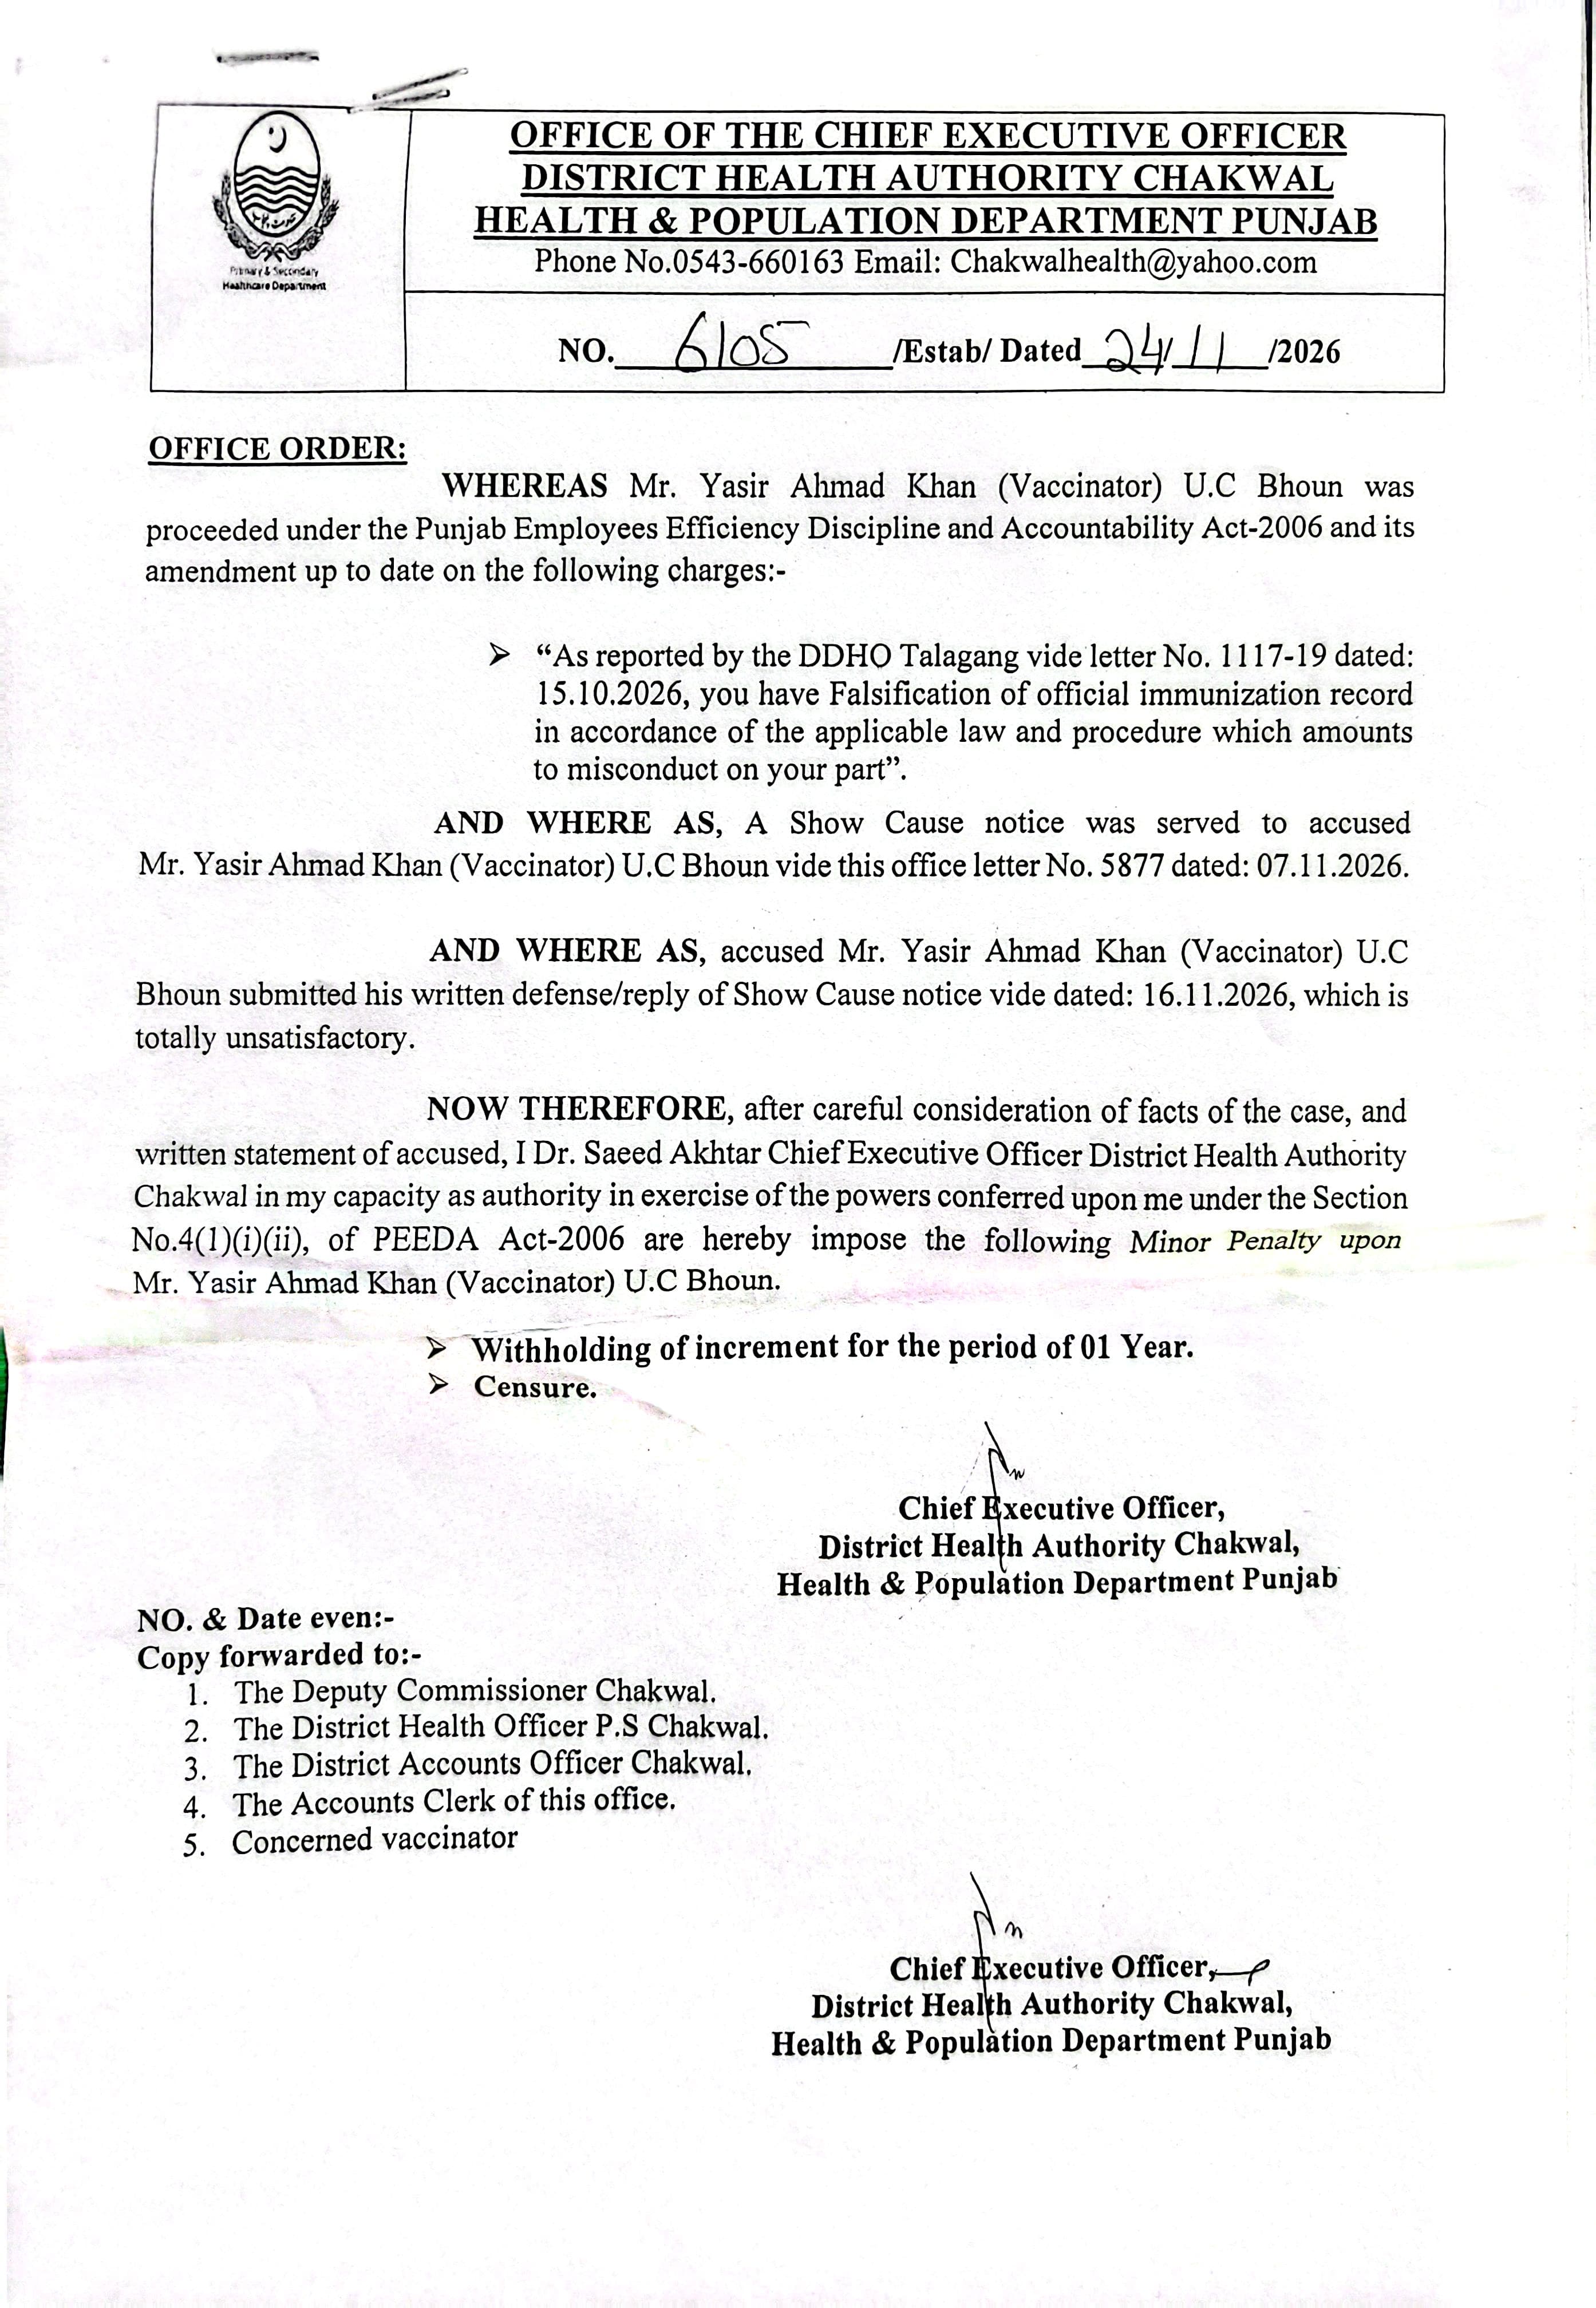 OFFICE OF THE CHIEF EXECUTIVE OFFICER
DISTRICT HEALTH AUTHORITY CHAKWAL
HEALTH & POPULATION DEPARTMENT PUNJAB
Phone No.0543-660163 Email: Chakwalhealth@yahoo.com
Primary & Secondary
Healthcare Department
NO. 6105 /Estab/ Dated 24/11 /2026
OFFICE ORDER:
WHEREAS Mr. Yasir Ahmad Khan (Vaccinator) U.C Bhoun was
proceeded under the Punjab Employees Efficiency Discipline and Accountability Act-2006 and its
amendment up to date on the following charges:-
➢ “As reported by the DDHO Talagang vide letter No. 1117-19 dated:
15.10.2026, you have Falsification of official immunization record
in accordance of the applicable law and procedure which amounts
to misconduct on your part”.
AND WHERE AS, A Show Cause notice was served to accused
Mr. Yasir Ahmad Khan (Vaccinator) U.C Bhoun vide this office letter No. 5877 dated: 07.11.2026.
AND WHERE AS, accused Mr. Yasir Ahmad Khan (Vaccinator) U.C
Bhoun submitted his written defense/reply of Show Cause notice vide dated: 16.11.2026, which is
totally unsatisfactory.
NOW THEREFORE, after careful consideration of facts of the case, and
written statement of accused, I Dr. Saeed Akhtar Chief Executive Officer District Health Authority
Chakwal in my capacity as authority in exercise of the powers conferred upon me under the Section
No.4(1)(i)(ii), of PEEDA Act-2006 are hereby impose the following Minor Penalty upon
Mr. Yasir Ahmad Khan (Vaccinator) U.C Bhoun.
➢ Withholding of increment for the period of 01 Year.
➢ Censure.
Chief Executive Officer,
District Health Authority Chakwal,
Health & Population Department Punjab
NO. & Date even:-
Copy forwarded to:-
1. The Deputy Commissioner Chakwal.
2. The District Health Officer P.S Chakwal.
3. The District Accounts Officer Chakwal.
4. The Accounts Clerk of this office.
5. Concerned vaccinator
Chief Executive Officer,
District Health Authority Chakwal,
Health & Population Department Punjab